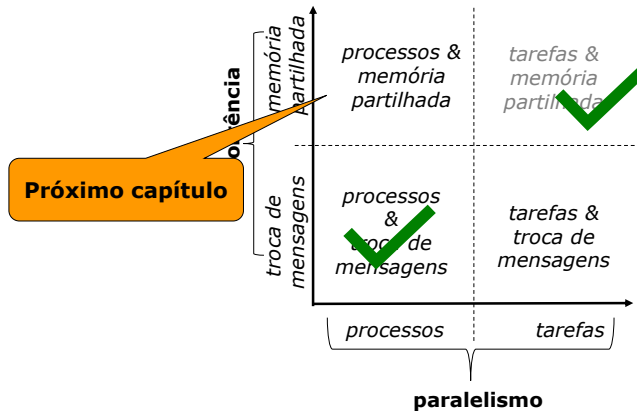 processos &
memória
partilhada
tarefas &
memória
partilhada
memória
partilhada
Próximo capítulo
troca de
mensagens
processos
&
troca de
mensagens
tarefas &
troca de
mensagens
processos
tarefas
paralelismo